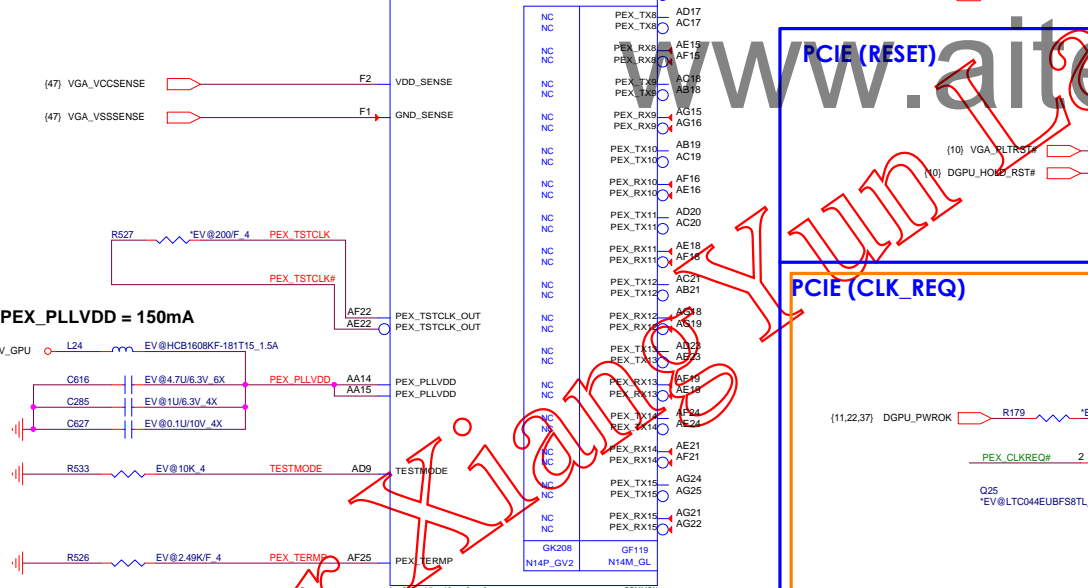 www.aite
{47} VGA_VCCSENSE F2 VDD_SENSE
{47} VGA_VSSSENSE F1 GND_SENSE
R527 *EV@200/F_4 PEX_TSTCLK
PEX_TSTCLK#
AF22 PEX_TSTCLK_OUT
AE22 PEX_TSTCLK_OUT
PEX_PLLVDD = 150mA
V_GPU L24 EV@HCB1608KF-181T15_1.5A
C616 EV@4.7U/6.3V_6X PEX_PLLVDD AA14 PEX_PLLVDD
AA15 PEX_PLLVDD
C285 EV@1U/6.3V_4X
C627 EV@0.1U/10V_4X
R533 EV@10K_4 TESTMODE AD9 TESTMODE
R526 EV@2.49K/F_4 PEX_TERMP AF25 PEX_TERMP
NC PEX_TX8 AD17
NC PEX_TX8 AC17
NC PEX_RX8 AE15
NC PEX_RX8 AF15
NC PEX_TX9 AC18
NC PEX_TX9 AB18
NC PEX_RX9 AG15
NC PEX_RX9 AG16
NC PEX_TX10 AB19
NC PEX_TX10 AC19
NC PEX_RX10 AF16
NC PEX_RX10 AE16
NC PEX_TX11 AD20
NC PEX_TX11 AC20
NC PEX_RX11 AE18
NC PEX_RX11 AF18
NC PEX_TX12 AC21
NC PEX_TX12 AB21
NC PEX_RX12 AG18
NC PEX_RX12 AG19
NC PEX_TX13 AD23
NC PEX_TX13 AE23
NC PEX_RX13 AF19
NC PEX_RX13 AE19
NC PEX_TX14 AF24
NC PEX_TX14 AE24
NC PEX_RX14 AE21
NC PEX_RX14 AF21
NC PEX_TX15 AG24
NC PEX_TX15 AG25
NC PEX_RX15 AG21
NC PEX_RX15 AG22
GK208 GF119
N14P_GV2 N14M_GL
PCIE (RESET)
{10} VGA_PLTRST#
{10} DGPU_HOLD_RST#
PCIE (CLK_REQ)
{11,22,37} DGPU_PWROK R179
PEX_CLKREQ# 2
Q25
*EV@LTC044EUBFS8TL
Xiang Yun